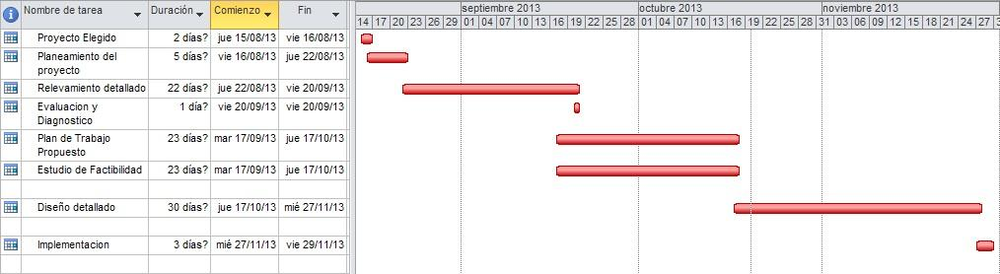 Nombre de tarea Duración Comienzo Fin
septiembre 2013 octubre 2013 noviembre 2013
14 17 20 23 26 29 01 04 07 10 13 16 19 22 25 28 01 04 07 10 13 16 19 22 25 28 31 03 06 09 12 15 18 21 24 27 3
Proyecto Elegido 2 días? jue 15/08/13 vie 16/08/13
Planeamiento del proyecto 5 días? vie 16/08/13 jue 22/08/13
Relevamiento detallado 22 días? jue 22/08/13 vie 20/09/13
Evaluacion y Diagnostico 1 día? vie 20/09/13 vie 20/09/13
Plan de Trabajo Propuesto 23 días? mar 17/09/13 jue 17/10/13
Estudio de Factibilidad 23 días? mar 17/09/13 jue 17/10/13
Diseño detallado 30 días? jue 17/10/13 mié 27/11/13
Implementacion 3 días? mié 27/11/13 vie 29/11/13